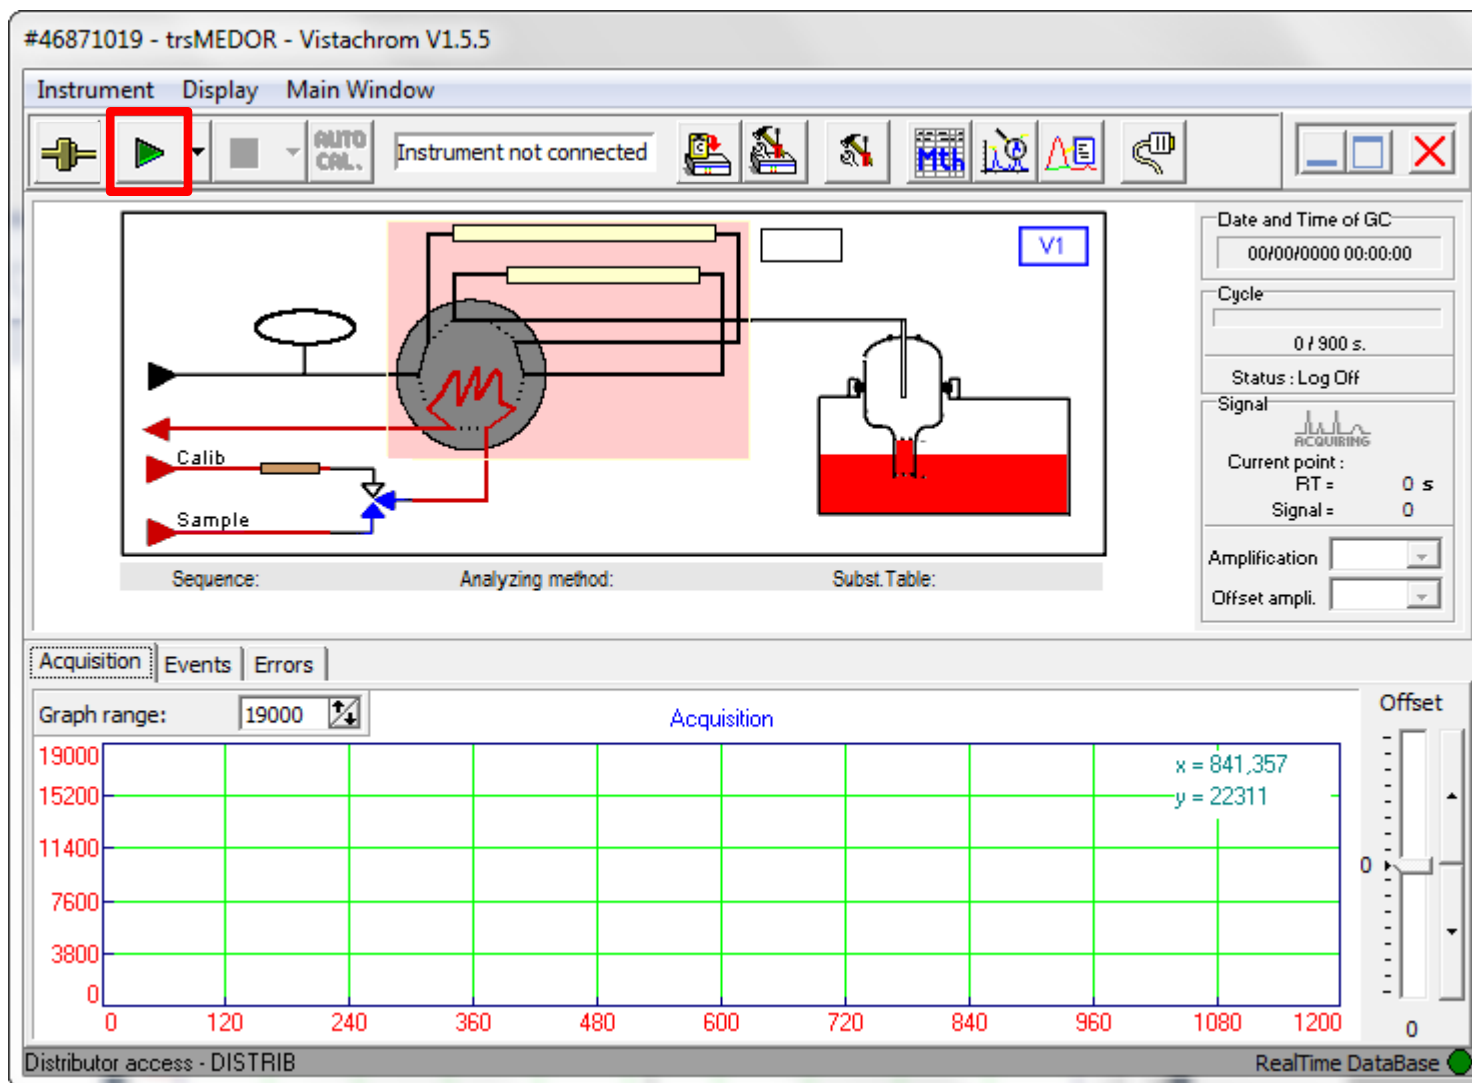 #46871019 - trsMEDOR - Vistachrom V1.5.5
Instrument Display Main Window
AUTO CAL.
Instrument not connected
Mth
V1
Calib
Sample
Sequence: Analyzing method: Subst.Table:
Date and Time of GC
00/00/0000 00:00:00
Cycle
0 / 900 s.
Status : Log Off
Signal
ACQUIRING
Current point :
RT = 0 s
Signal = 0
Amplification
Offset ampli.
Acquisition Events Errors
Graph range: 19000
Acquisition
Offset
x = 841,357
y = 22311
19000
15200
11400
7600
3800
0
0 120 240 360 480 600 720 840 960 1080 1200
0
0
Distributor access - DISTRIB RealTime DataBase